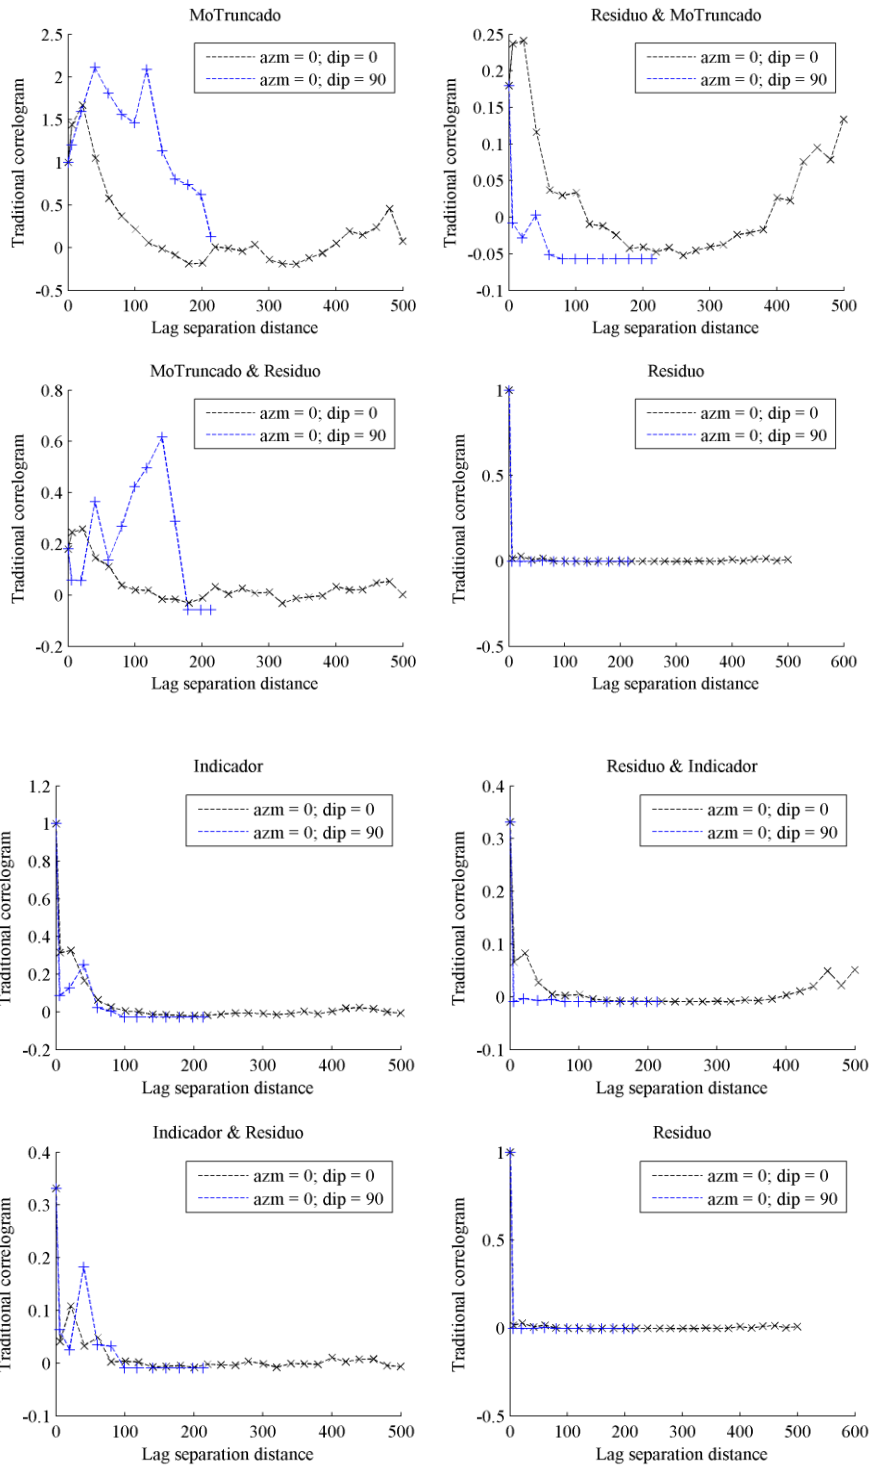 MoTruncado
2.5
2
1.5
1
0.5
0
-0.5
Traditional correlogram
azm = 0; dip = 0
azm = 0; dip = 90
0 100 200 300 400 500
Lag separation distance
Residuo & MoTruncado
0.25
0.2
0.15
0.1
0.05
0
-0.05
-0.1
Traditional correlogram
azm = 0; dip = 0
azm = 0; dip = 90
0 100 200 300 400 500
Lag separation distance
MoTruncado & Residuo
0.8
0.6
0.4
0.2
0
-0.2
Traditional correlogram
azm = 0; dip = 0
azm = 0; dip = 90
0 100 200 300 400 500
Lag separation distance
Residuo
1
0.5
0
-0.5
Traditional correlogram
azm = 0; dip = 0
azm = 0; dip = 90
0 100 200 300 400 500 600
Lag separation distance
Indicador
1.2
1
0.8
0.6
0.4
0.2
0
-0.2
Traditional correlogram
azm = 0; dip = 0
azm = 0; dip = 90
0 100 200 300 400 500
Lag separation distance
Residuo & Indicador
0.4
0.3
0.2
0.1
0
-0.1
Traditional correlogram
azm = 0; dip = 0
azm = 0; dip = 90
0 100 200 300 400 500 600
Lag separation distance
Indicador & Residuo
0.4
0.3
0.2
0.1
0
-0.1
Traditional correlogram
azm = 0; dip = 0
azm = 0; dip = 90
0 100 200 300 400 500
Lag separation distance
Residuo
1
0.5
0
-0.5
Traditional correlogram
azm = 0; dip = 0
azm = 0; dip = 90
0 100 200 300 400 500 600
Lag separation distance